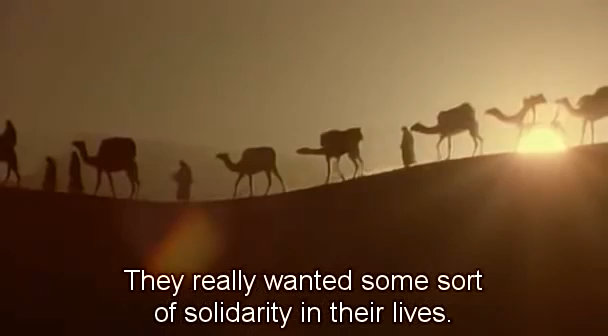 They really wanted some sort
of solidarity in their lives.